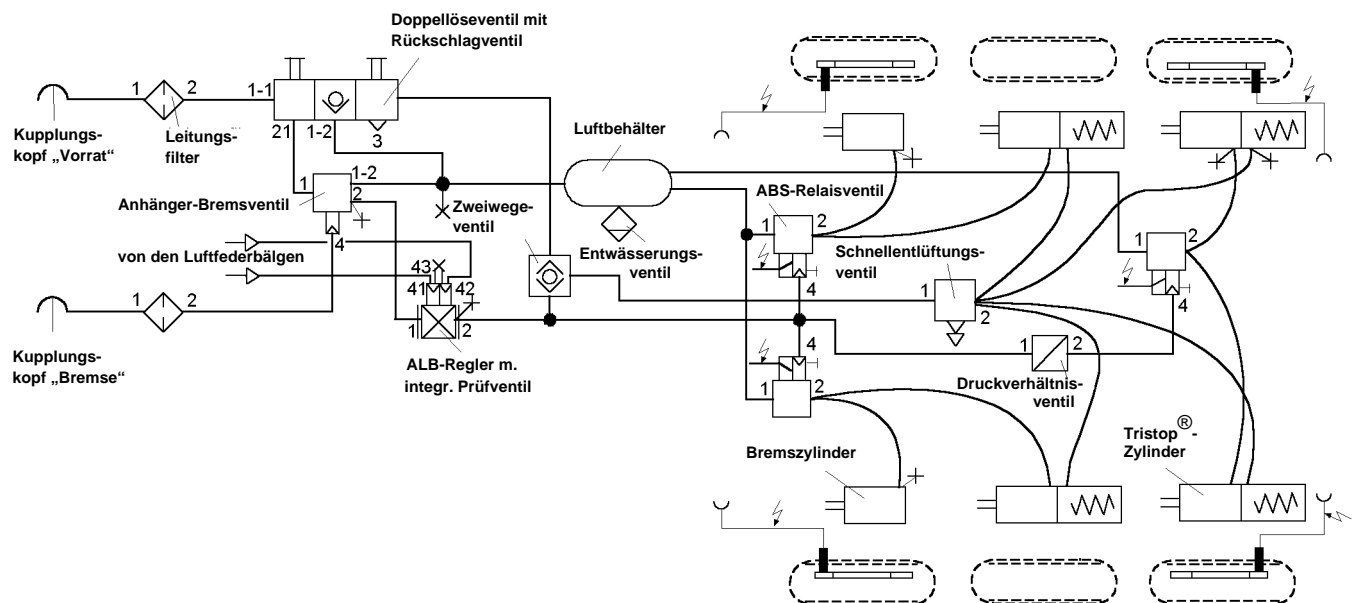 Doppellöseventil mit
Rückschlagventil
1
2
1-1
21
1-2
3
Kupplungs-
kopf „Vorrat“
Leitungs-
filter
Luftbehälter
1
1-2
2
4
Anhänger-Bremsventil
Zweiwege-
ventil
Entwässerungs-
ventil
ABS-Relaisventil
1
2
4
Schnellentlüftungs-
ventil
1
2
2
4
1
von den Luftfederbälgen
43
41
42
1
2
1
2
Kupplungs-
kopf „Bremse“
ALB-Regler m.
integr. Prüfventil
4
1
2
1
2
Druckverhältnis-
ventil
Bremszylinder
Tristop®-
Zylinder